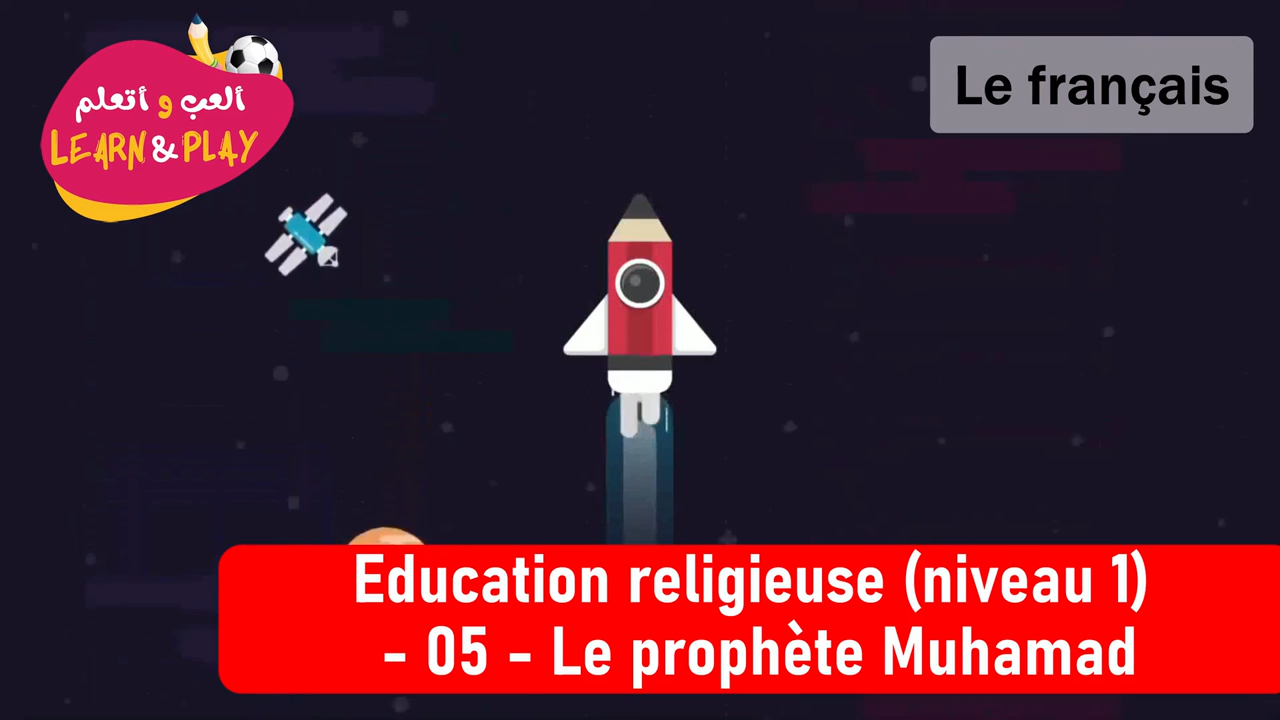 ألعب و أتعلم
LEARN & PLAY
Le français
Education religieuse (niveau 1)
- 05 - Le prophète Muhamad